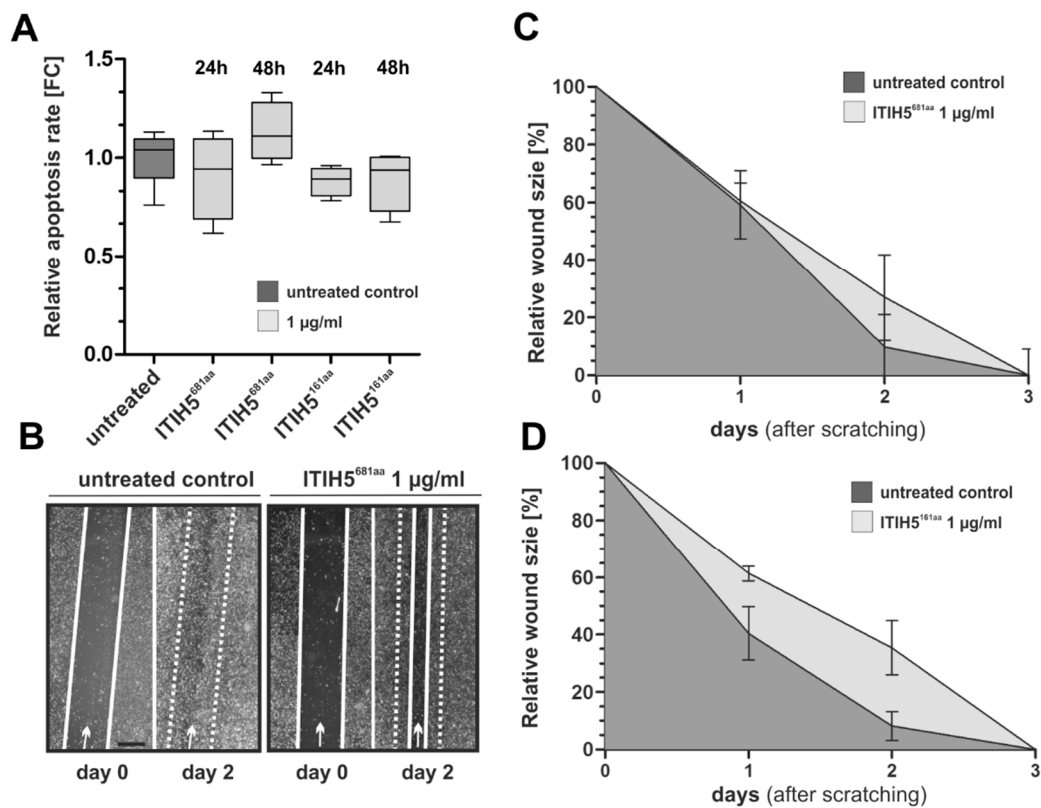 A
Relative apoptosis rate [FC]
1.5
1.0
0.5
0.0
24h 48h 24h 48h
untreated control
1 µg/ml
untreated
ITIH5681aa
ITIH5681aa
ITIH5161aa
ITIH5161aa
B
untreated control
ITIH5681aa 1 µg/ml
day 0
day 2
day 0
day 2
C
Relative wound szie [%]
100
80
60
40
20
0
untreated control
ITIH5681aa 1 µg/ml
0 1 2 3
days (after scratching)
D
Relative wound szie [%]
100
80
60
40
20
0
untreated control
ITIH5161aa 1 µg/ml
0 1 2 3
days (after scratching)